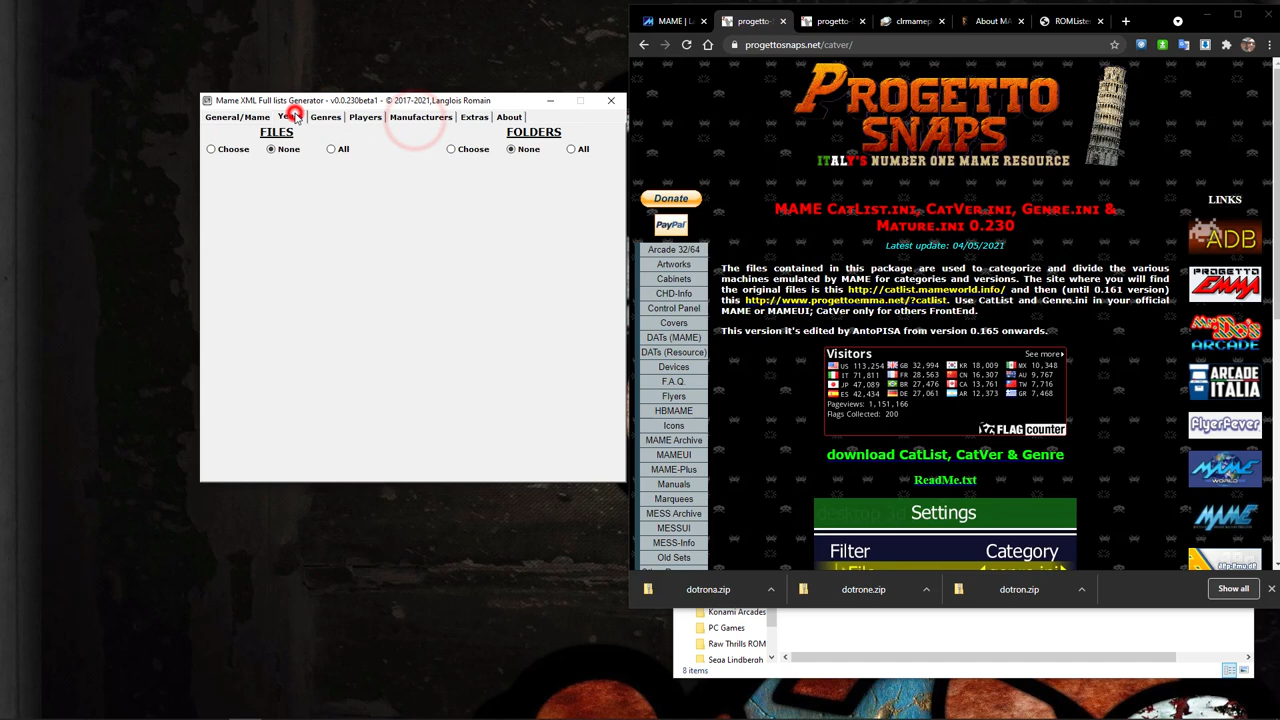 MAME | L
progetto-
progetto-
clrmamep
About MA
ROMListe
progettosnaps.net/catver/
Mame XML Full lists Generator - v0.0.230beta1 - © 2017-2021,Langlois Romain
General/Mame
Genres
Players
Manufacturers
Extras
About
FILES
FOLDERS
Choose
None
All
Choose
None
All
PROGETTO
SNAPS
ITALY'S NUMBER ONE MAME RESOURCE
Donate
PayPal
Arcade 32/64
Artworks
Cabinets
CHD-Info
Control Panel
Covers
DATs (MAME)
DATs (Resource)
Devices
F.A.Q.
Flyers
HBMAME
Icons
MAME Archive
MAMEUI
MAME-Plus
Manuals
Marquees
MESS Archive
MESSUI
MESS-Info
Old Sets
MAME CatList.ini, CatVer.ini, Genre.ini &
Mature.ini 0.230
Latest update: 04/05/2021
The files contained in this package are used to categorize and divide the various
machines emulated by MAME for categories and versions. The site where you will find
the original files is this http://catlist.mameworld.info/ and then (until 0.161 version)
this http://www.progettoemma.net/?catlist. Use CatList and Genre.ini in your official
MAME or MAMEUI; CatVer only for others FrontEnd.
This version it's edited by AntoPISA from version 0.165 onwards.
Visitors
See more
US 113,254 GB 32,994 KR 18,009 MX 10,348
IT 71,811 FR 28,563 CN 16,307 AU 9,767
JP 47,089 BR 27,476 CA 13,761 TW 7,716
ES 42,434 DE 27,061 AR 12,373 GR 7,468
Pageviews: 1,151,166
Flags Collected: 200
FLAG counter
download CatList, CatVer & Genre
ReadMe.txt
Settings
Filter
Category
File
genre.ini
LINKS
ADB
PROGETTO
EMMA
Mr.Do's
ARCADE
ARCADE
ITALIA
FlyerFever
MAME
WORLD
MAME
dotrona.zip
dotrone.zip
dotron.zip
Show all
Konami Arcades
PC Games
Raw Thrills ROM
Sega Lindbergh
8 items